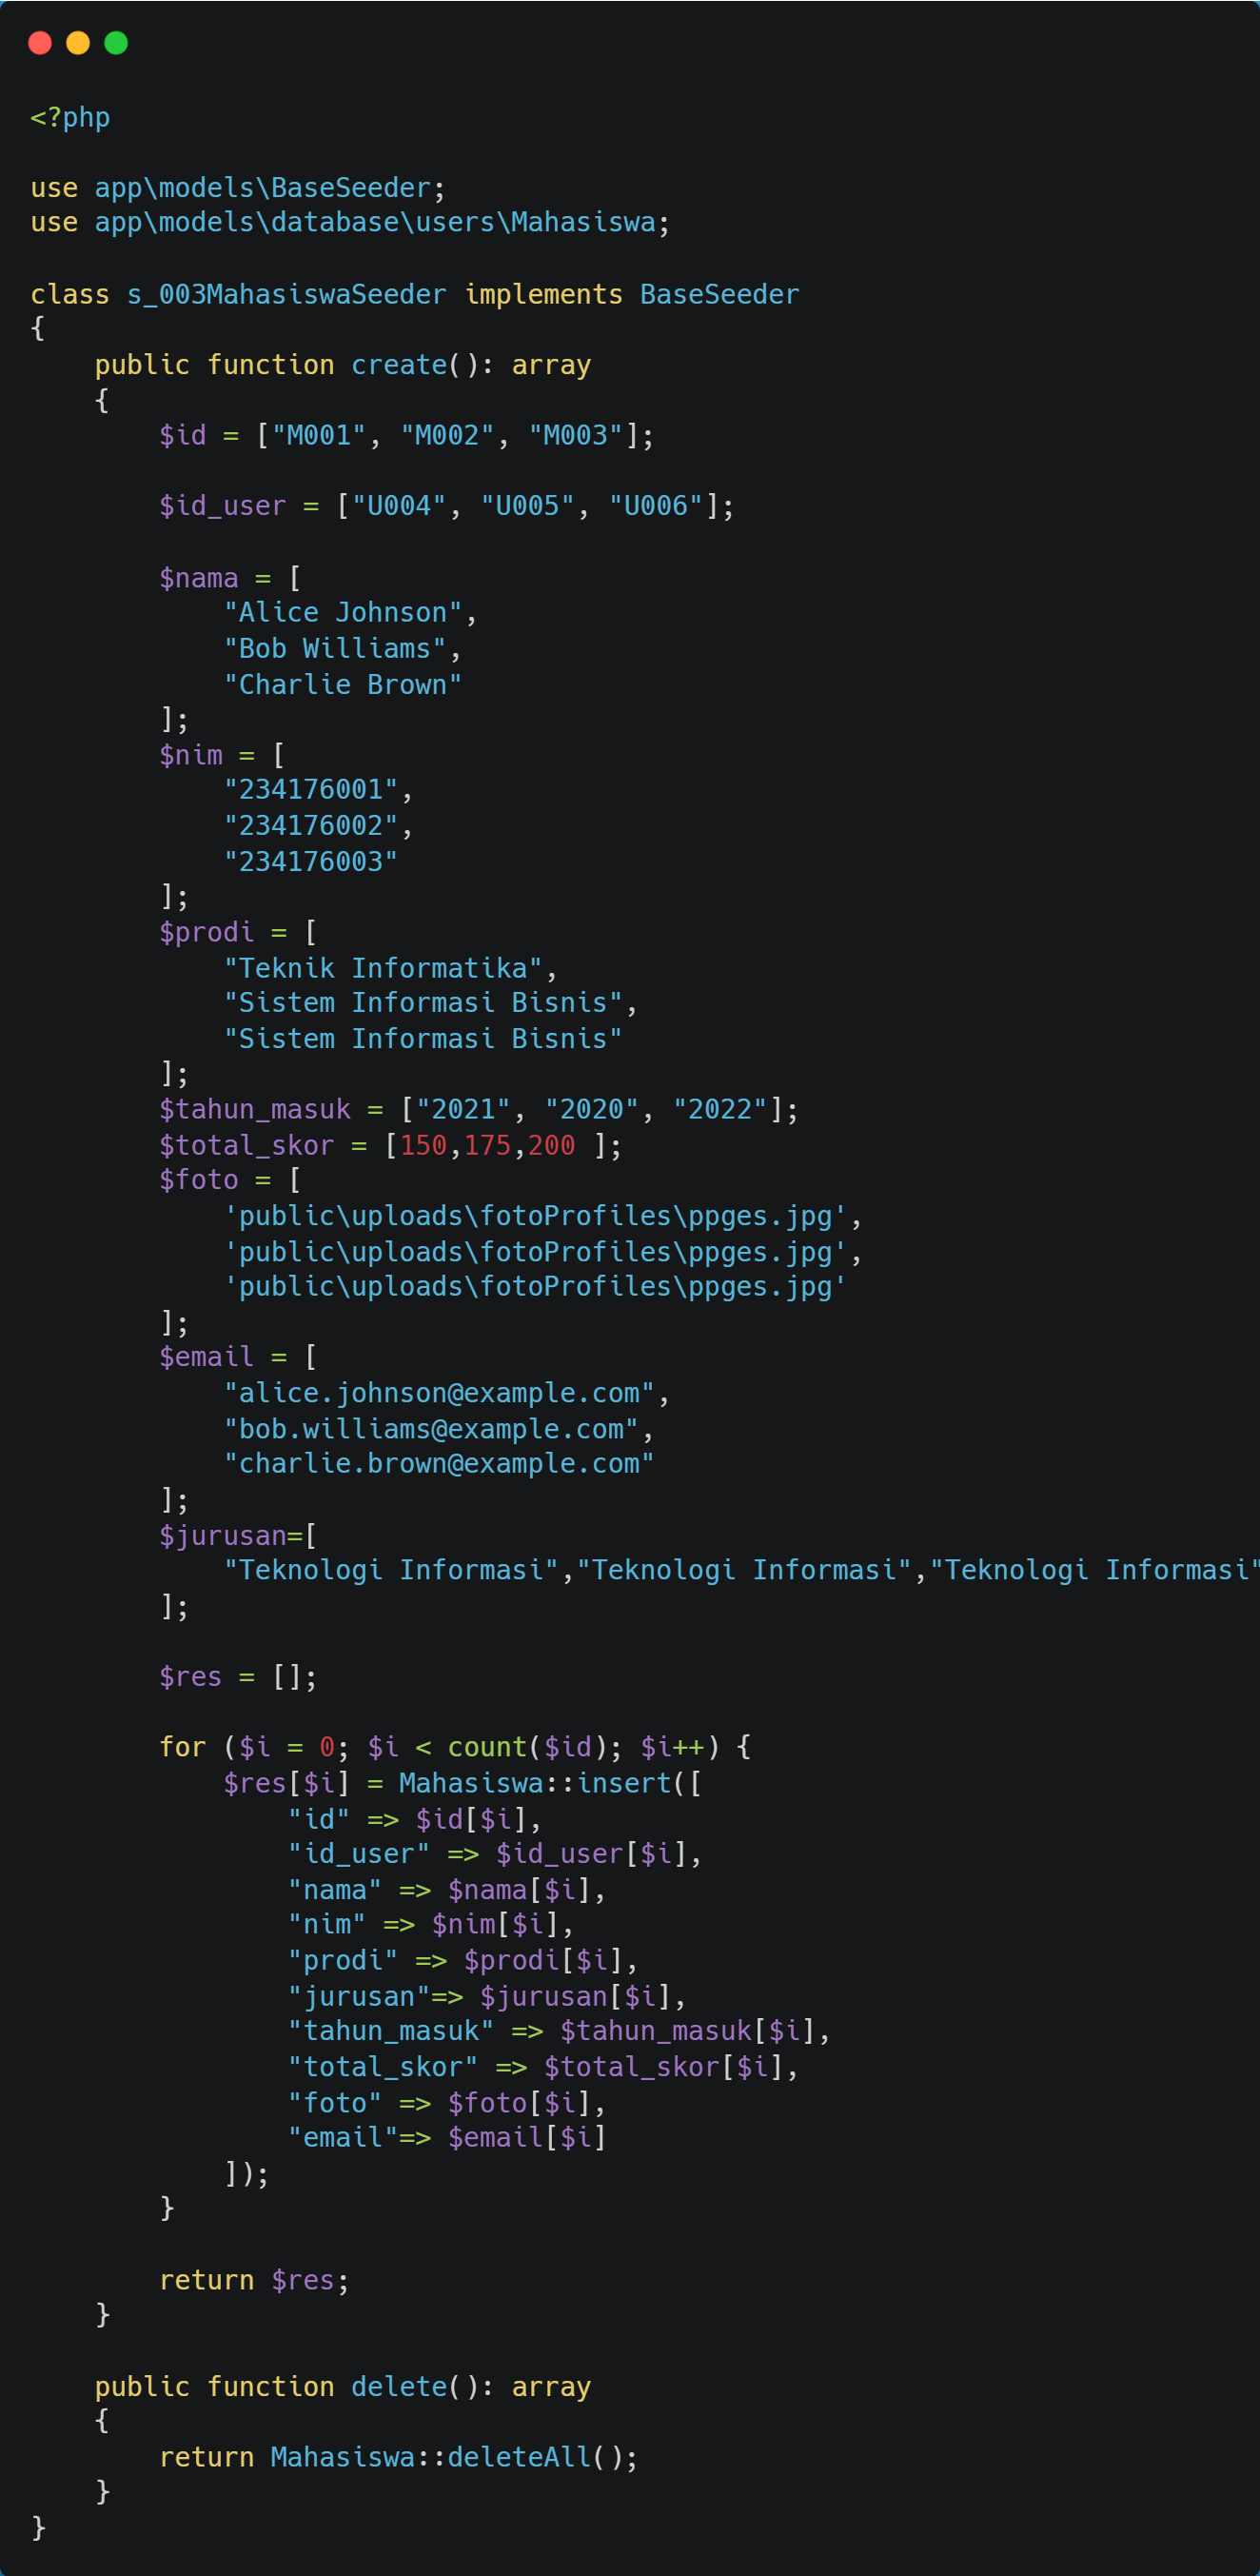 <?php

use app\models\BaseSeeder;
use app\models\database\users\Mahasiswa;

class s_003MahasiswaSeeder implements BaseSeeder
{
    public function create(): array
    {
        $id = ["M001", "M002", "M003"];

        $id_user = ["U004", "U005", "U006"];

        $nama = [
            "Alice Johnson",
            "Bob Williams",
            "Charlie Brown"
        ];
        $nim = [
            "234176001",
            "234176002",
            "234176003"
        ];
        $prodi = [
            "Teknik Informatika",
            "Sistem Informasi Bisnis",
            "Sistem Informasi Bisnis"
        ];
        $tahun_masuk = ["2021", "2020", "2022"];
        $total_skor = [150,175,200 ];
        $foto = [
            'public\uploads\fotoProfiles\ppges.jpg',
            'public\uploads\fotoProfiles\ppges.jpg',
            'public\uploads\fotoProfiles\ppges.jpg'
        ];
        $email = [
            "alice.johnson@example.com",
            "bob.williams@example.com",
            "charlie.brown@example.com"
        ];
        $jurusan=[
            "Teknologi Informasi","Teknologi Informasi","Teknologi Informasi"
        ];

        $res = [];

        for ($i = 0; $i < count($id); $i++) {
            $res[$i] = Mahasiswa::insert([
                "id" => $id[$i],
                "id_user" => $id_user[$i],
                "nama" => $nama[$i],
                "nim" => $nim[$i],
                "prodi" => $prodi[$i],
                "jurusan"=> $jurusan[$i],
                "tahun_masuk" => $tahun_masuk[$i],
                "total_skor" => $total_skor[$i],
                "foto" => $foto[$i],
                "email"=> $email[$i]
            ]);
        }

        return $res;
    }

    public function delete(): array
    {
        return Mahasiswa::deleteAll();
    }
}